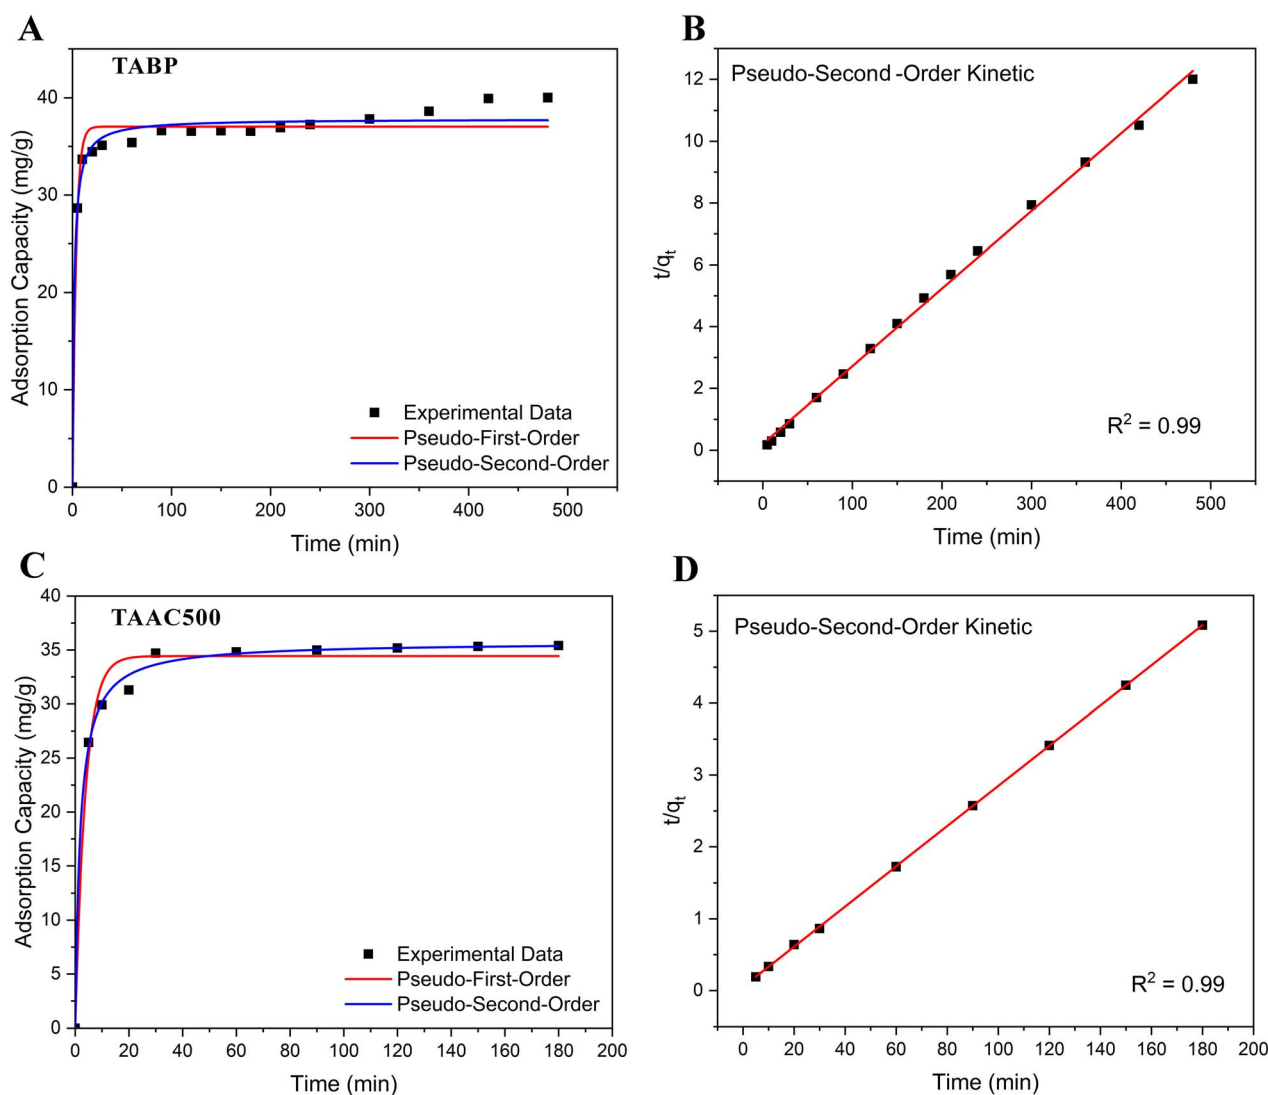 A
TABP
Adsorption Capacity (mg/g)
40
30
20
10
0
Experimental Data
Pseudo-First-Order
Pseudo-Second-Order
0 100 200 300 400 500
Time (min)
B
Pseudo-Second -Order Kinetic
t/qₜ
12
10
8
6
4
2
0
R² = 0.99
0 100 200 300 400 500
Time (min)
C
TAAC500
Adsorption Capacity (mg/g)
40
35
30
25
20
15
10
5
0
Experimental Data
Pseudo-First-Order
Pseudo-Second-Order
0 20 40 60 80 100 120 140 160 180 200
Time (min)
D
Pseudo-Second-Order Kinetic
t/qₜ
5
4
3
2
1
0
R² = 0.99
0 20 40 60 80 100 120 140 160 180 200
Time (min)